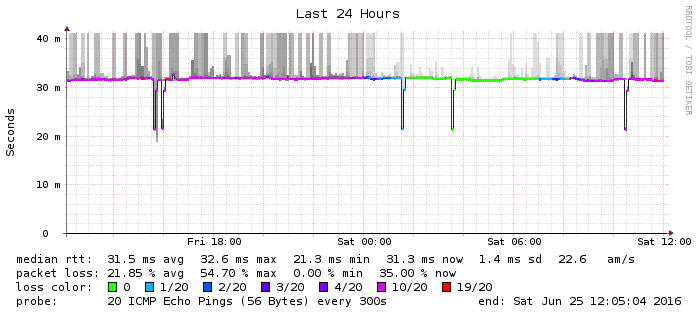 Last 24 Hours
RRDTOOL / TOBI OETIKER
Seconds
40 m
30 m
20 m
10 m
0
Fri 18:00 Sat 00:00 Sat 06:00 Sat 12:00
median rtt: 31.5 ms avg 32.6 ms max 21.3 ms min 31.3 ms now 1.4 ms sd 22.6 am/s
packet loss: 21.85 % avg 54.70 % max 0.00 % min 35.00 % now
loss color: 0 1/20 2/20 3/20 4/20 10/20 19/20
probe: 20 ICMP Echo Pings (56 Bytes) every 300s end: Sat Jun 25 12:05:04 2016